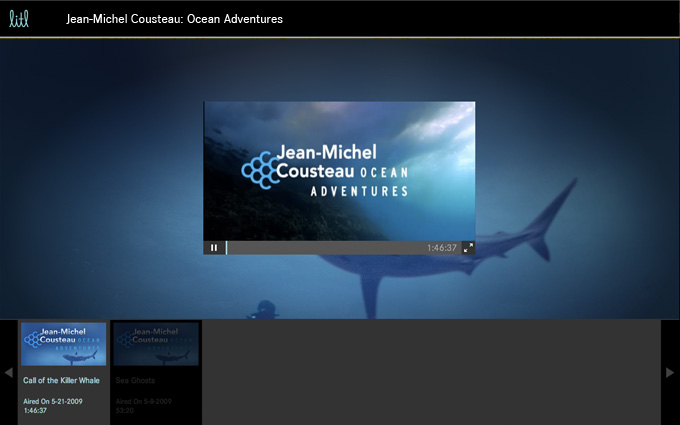 litl
Jean-Michel Cousteau: Ocean Adventures
Jean-Michel
Cousteau OCEAN
ADVENTURES
1:46:37
Jean-Michel
Cousteau OCEAN
ADVENTURES
Call of the Killer Whale
Aired On 5-21-2009
1:46:37
Jean-Michel
Cousteau OCEAN
ADVENTURES
Sea Ghosts
Aired On 5-8-2009
53:20